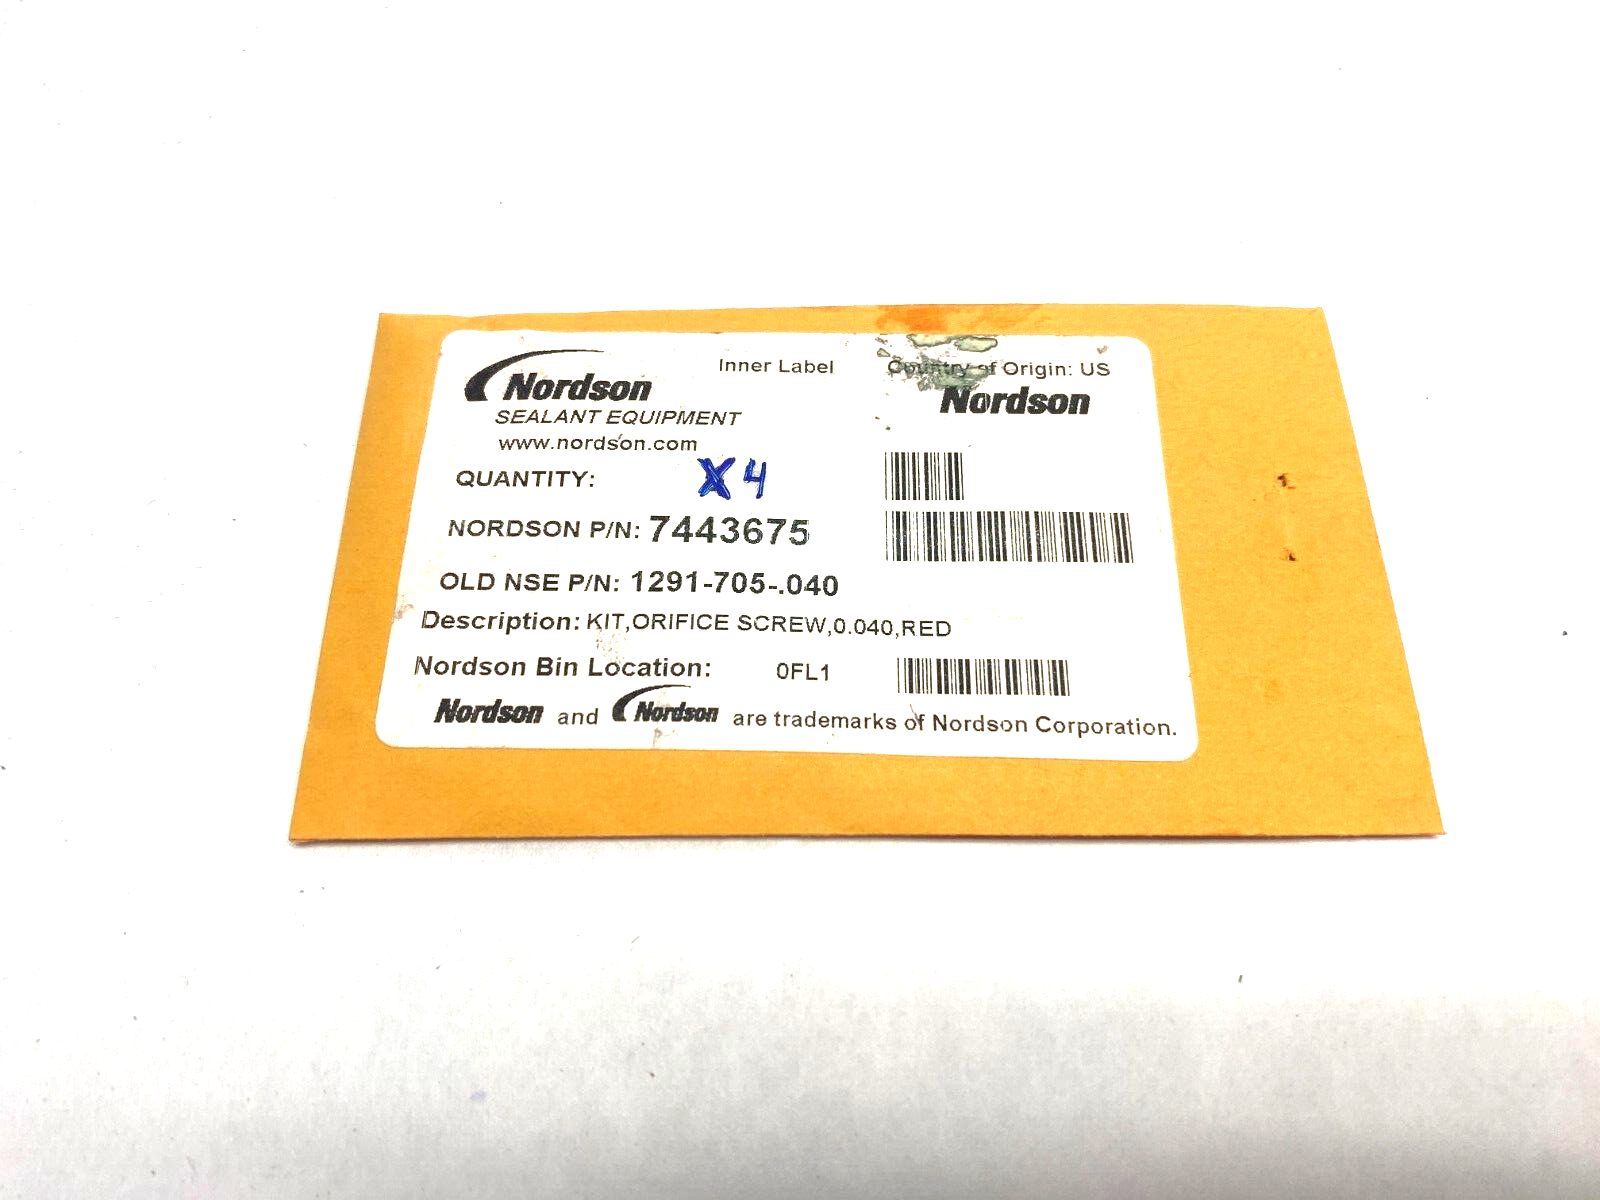 Nordson
SEALANT EQUIPMENT
www.nordson.com
Inner Label
Country of Origin: US
Nordson
QUANTITY: X4
NORDSON P/N: 7443675
OLD NSE P/N: 1291-705-.040
Description: KIT,ORIFICE SCREW,0.040,RED
Nordson Bin Location: 0FL1
Nordson and Nordson are trademarks of Nordson Corporation.